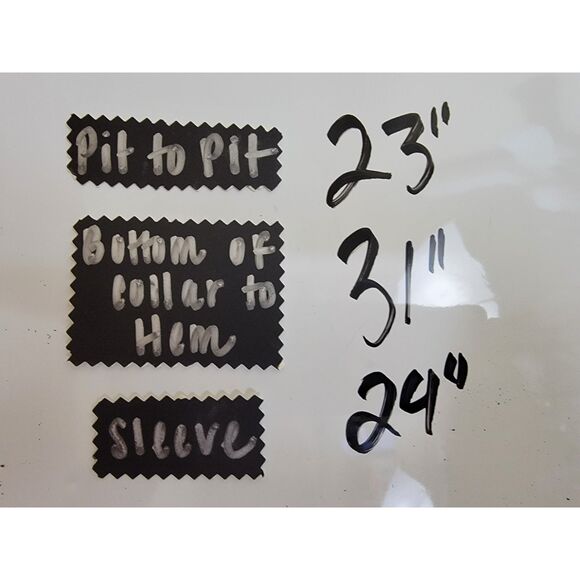 Pit to Pit 23"
Bottom of
collar to 31"
Hem
Sleeve 24"